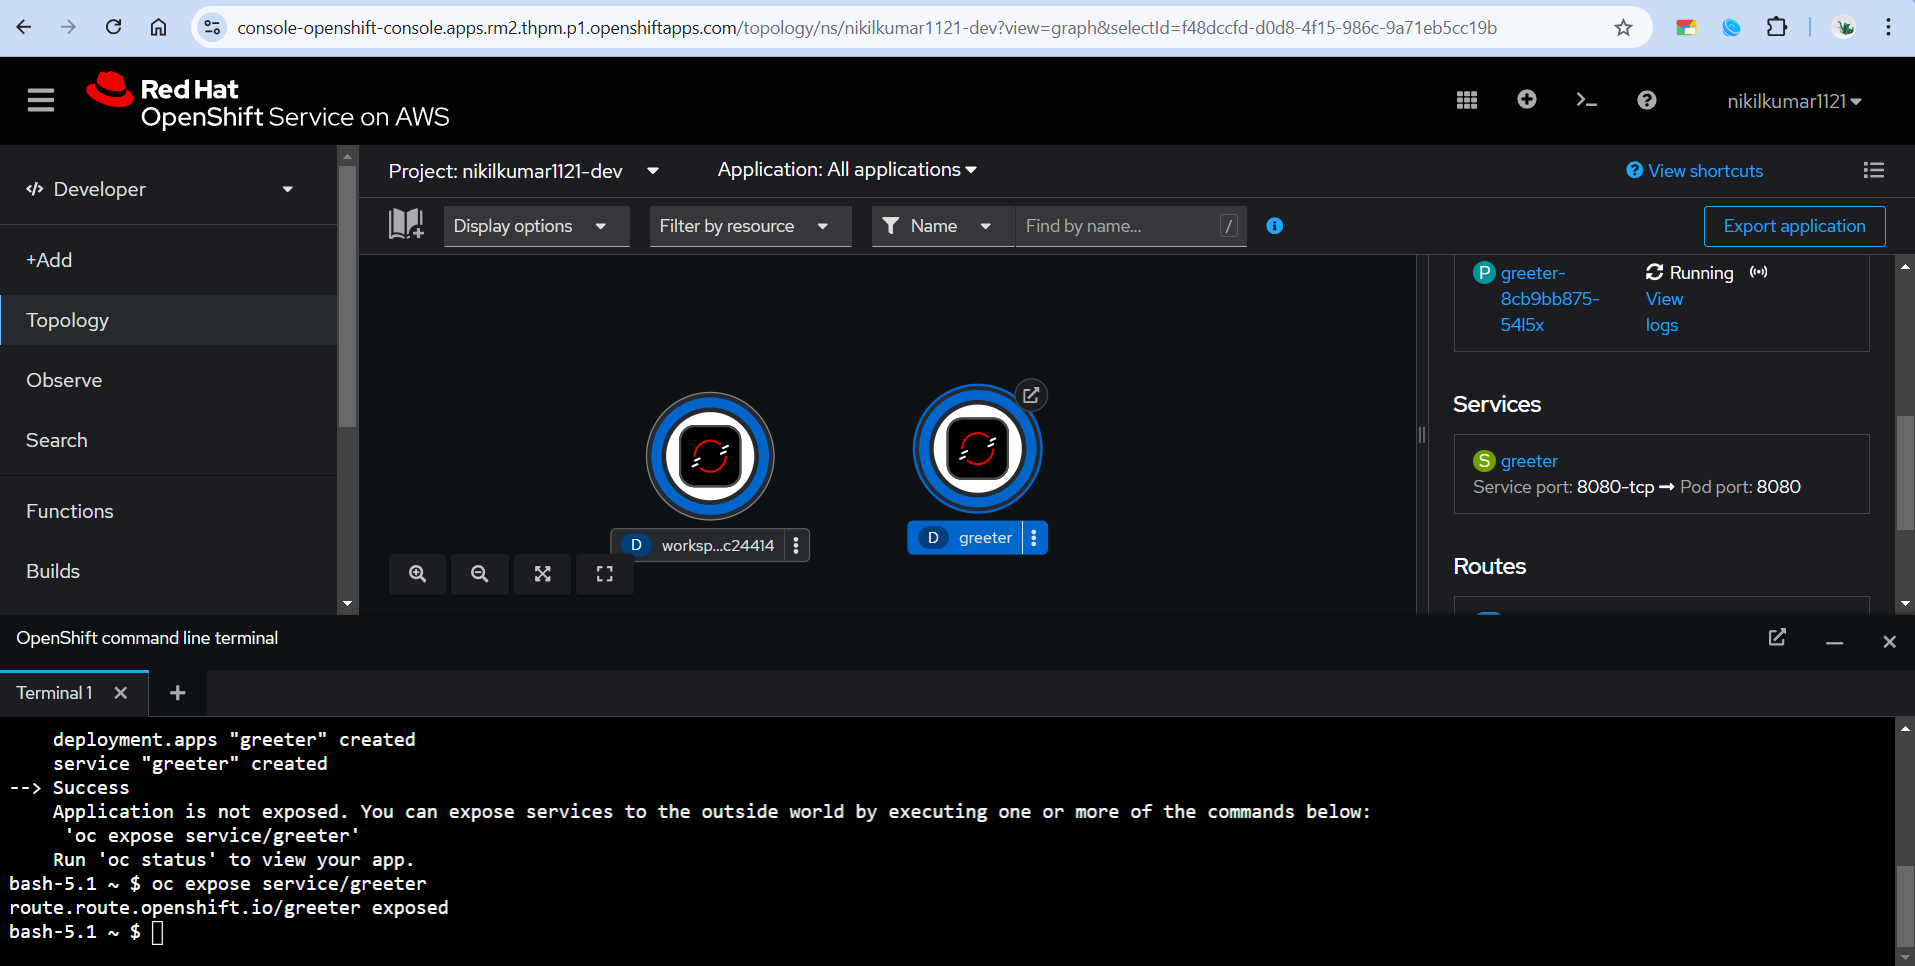 console-openshift-console.apps.rm2.thpm.p1.openshiftapps.com/topology/ns/nikilkumar1121-dev?view=graph&selectId=f48dccfd-d0d8-4f15-986c-9a71eb5cc19b
Red Hat
OpenShift Service on AWS
nikilkumar1121
Developer
Project: nikilkumar1121-dev
Application: All applications
View shortcuts
Display options
Filter by resource
Name
Find by name...
/
Export application
+Add
Topology
Observe
Search
Functions
Builds
D worksp...c24414
D greeter
P greeter-
8cb9bb875-
54l5x
Running
View
logs
Services
S greeter
Service port: 8080-tcp ➞ Pod port: 8080
Routes
OpenShift command line terminal
Terminal 1
deployment.apps "greeter" created
service "greeter" created
--> Success
Application is not exposed. You can expose services to the outside world by executing one or more of the commands below:
'oc expose service/greeter'
Run 'oc status' to view your app.
bash-5.1 ~ $ oc expose service/greeter
route.route.openshift.io/greeter exposed
bash-5.1 ~ $